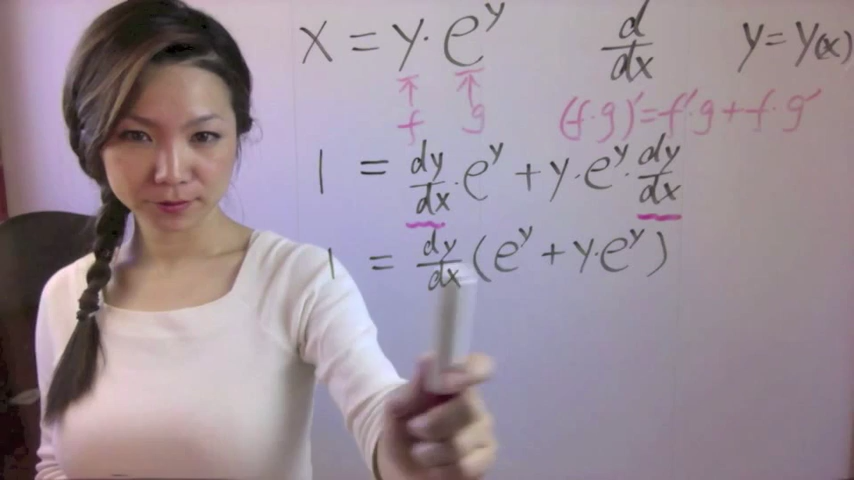 x = y · e^y    d/dx    y = y(x)
f    g    (f·g)' = f'·g + f·g'
1 = dy/dx · e^y + y · e^y · dy/dx
1 = dy/dx (e^y + y · e^y)